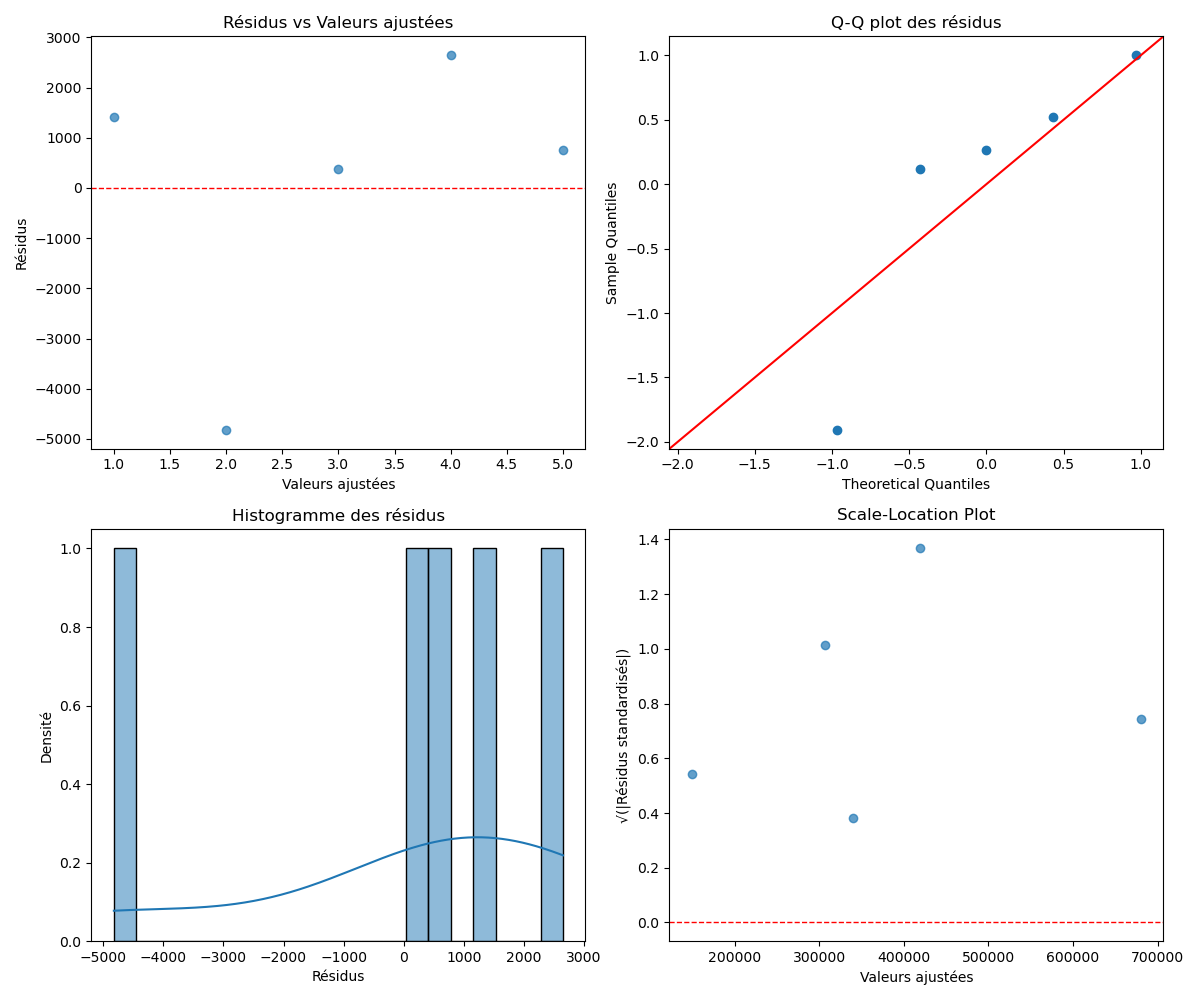 Résidus vs Valeurs ajustées
3000
2000
1000
0
−1000
−2000
−3000
−4000
−5000
Résidus
1.0 1.5 2.0 2.5 3.0 3.5 4.0 4.5 5.0
Valeurs ajustées
Q-Q plot des résidus
1.0
0.5
0.0
−0.5
−1.0
−1.5
−2.0
Sample Quantiles
−2.0 −1.5 −1.0 −0.5 0.0 0.5 1.0
Theoretical Quantiles
Histogramme des résidus
1.0
0.8
0.6
0.4
0.2
0.0
Densité
−5000 −4000 −3000 −2000 −1000 0 1000 2000 3000
Résidus
Scale-Location Plot
1.4
1.2
1.0
0.8
0.6
0.4
0.2
0.0
√(|Résidus standardisés|)
200000 300000 400000 500000 600000 700000
Valeurs ajustées